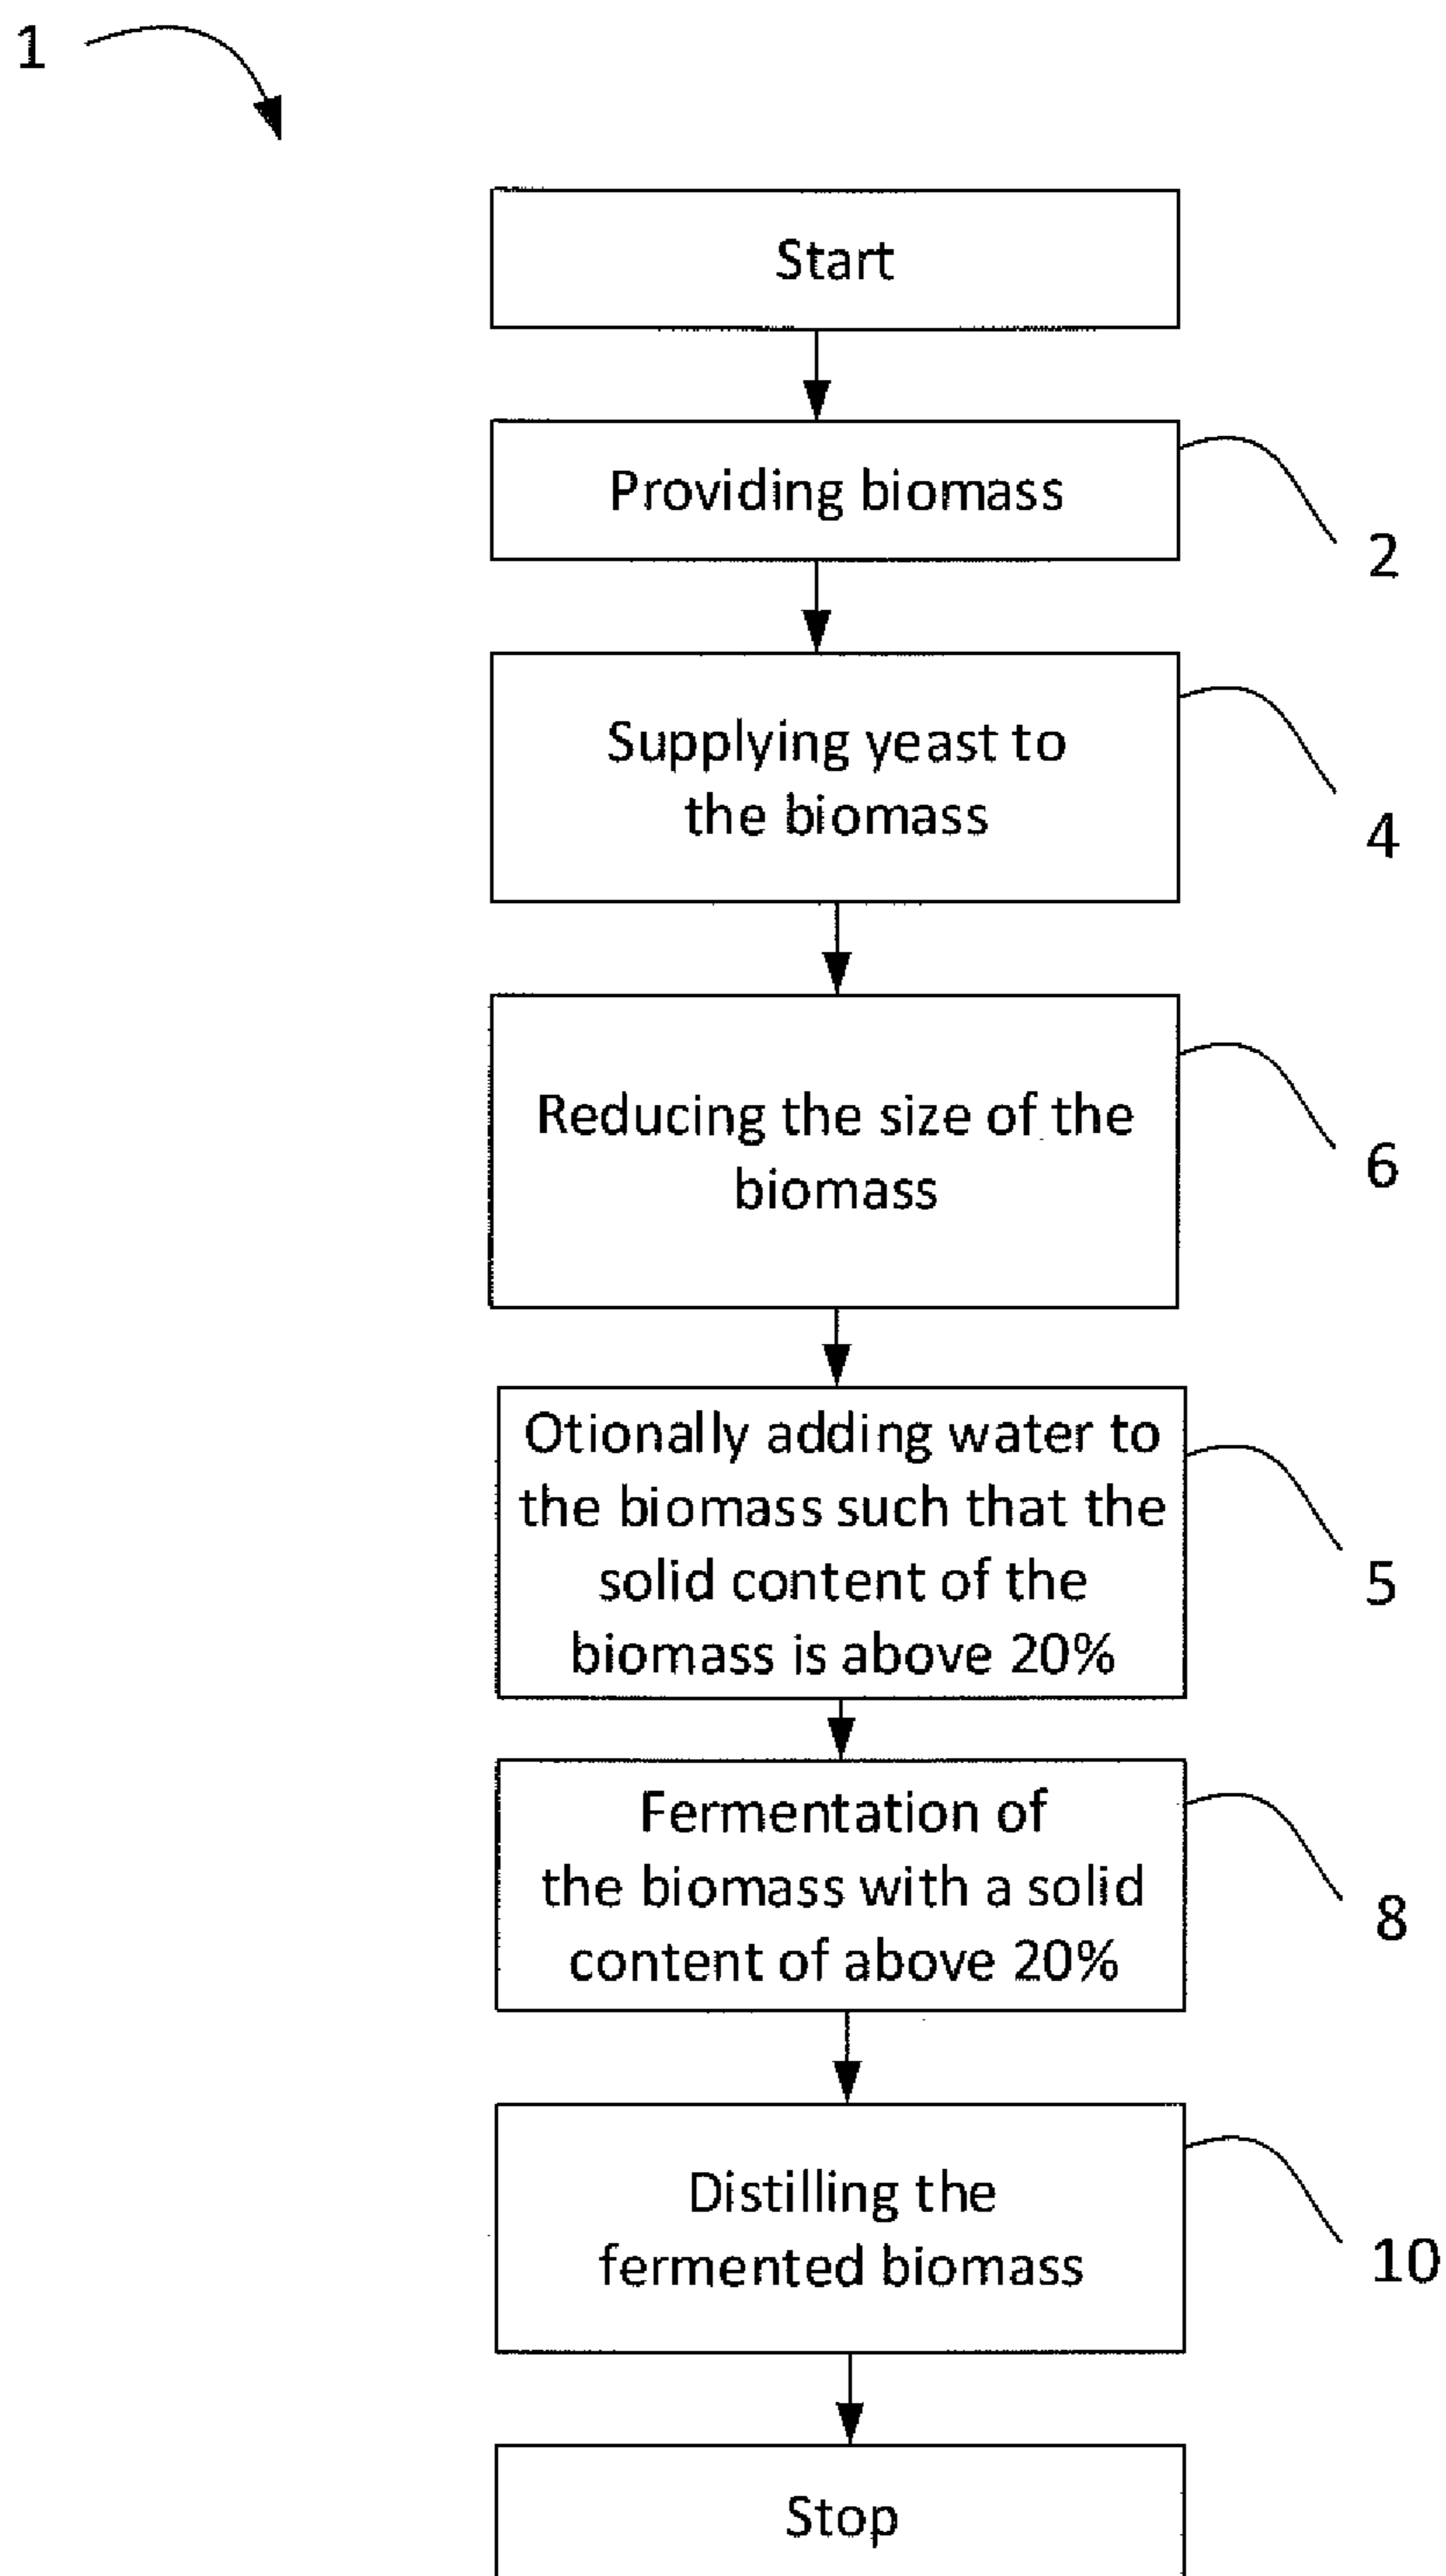 1
Start
Providing biomass
2
Supplying yeast to
the biomass
4
Reducing the size of the
biomass
6
Otionally adding water to
the biomass such that the
solid content of the
biomass is above 20%
5
Fermentation of
the biomass with a solid
content of above 20%
8
Distilling the
fermented biomass
10
Stop